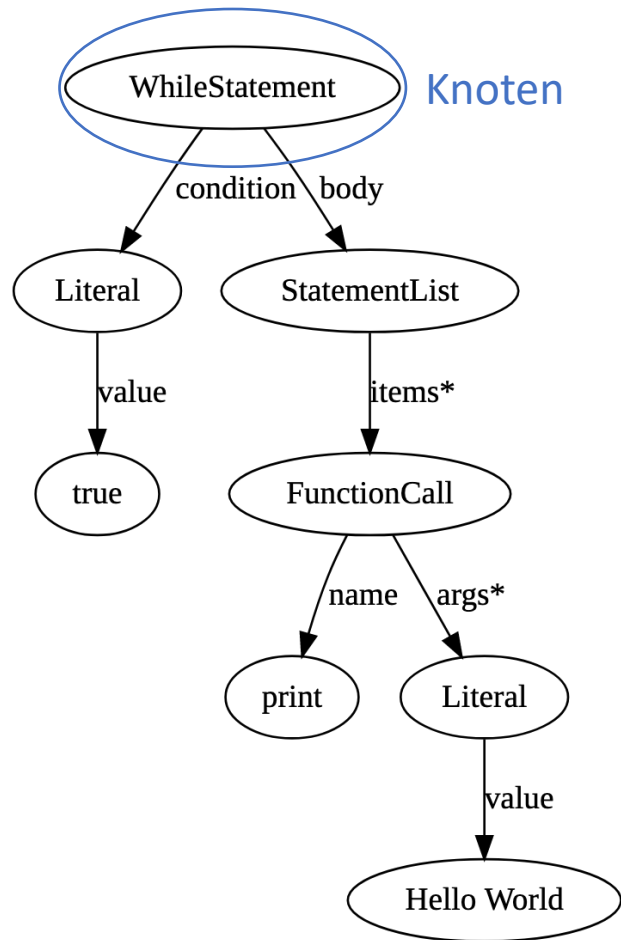 WhileStatement
Knoten
condition
body
Literal
StatementList
value
items*
true
FunctionCall
name
args*
print
Literal
value
Hello World